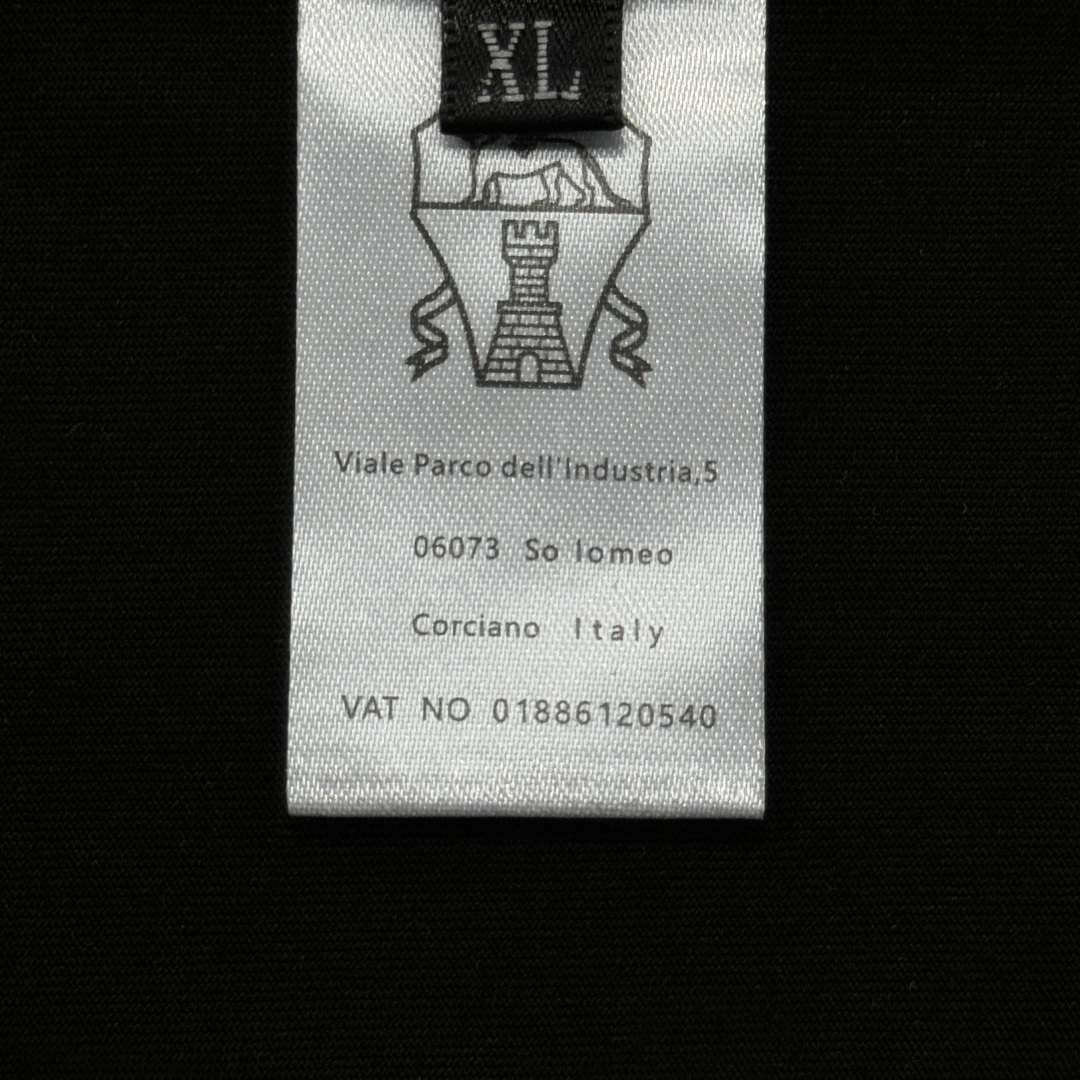 XL
Viale Parco dell'Industria,5
06073 So lomeo
Corciano Italy
VAT NO 01886120540